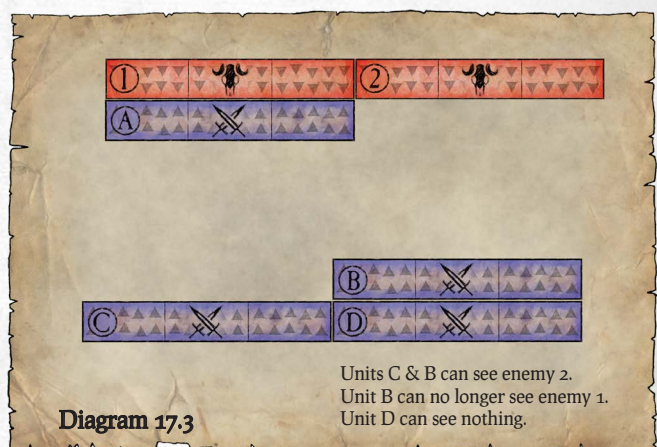 1
2
A
B
C
D
Units C & B can see enemy 2.
Unit B can no longer see enemy 1.
Unit D can see nothing.
Diagram 17.3